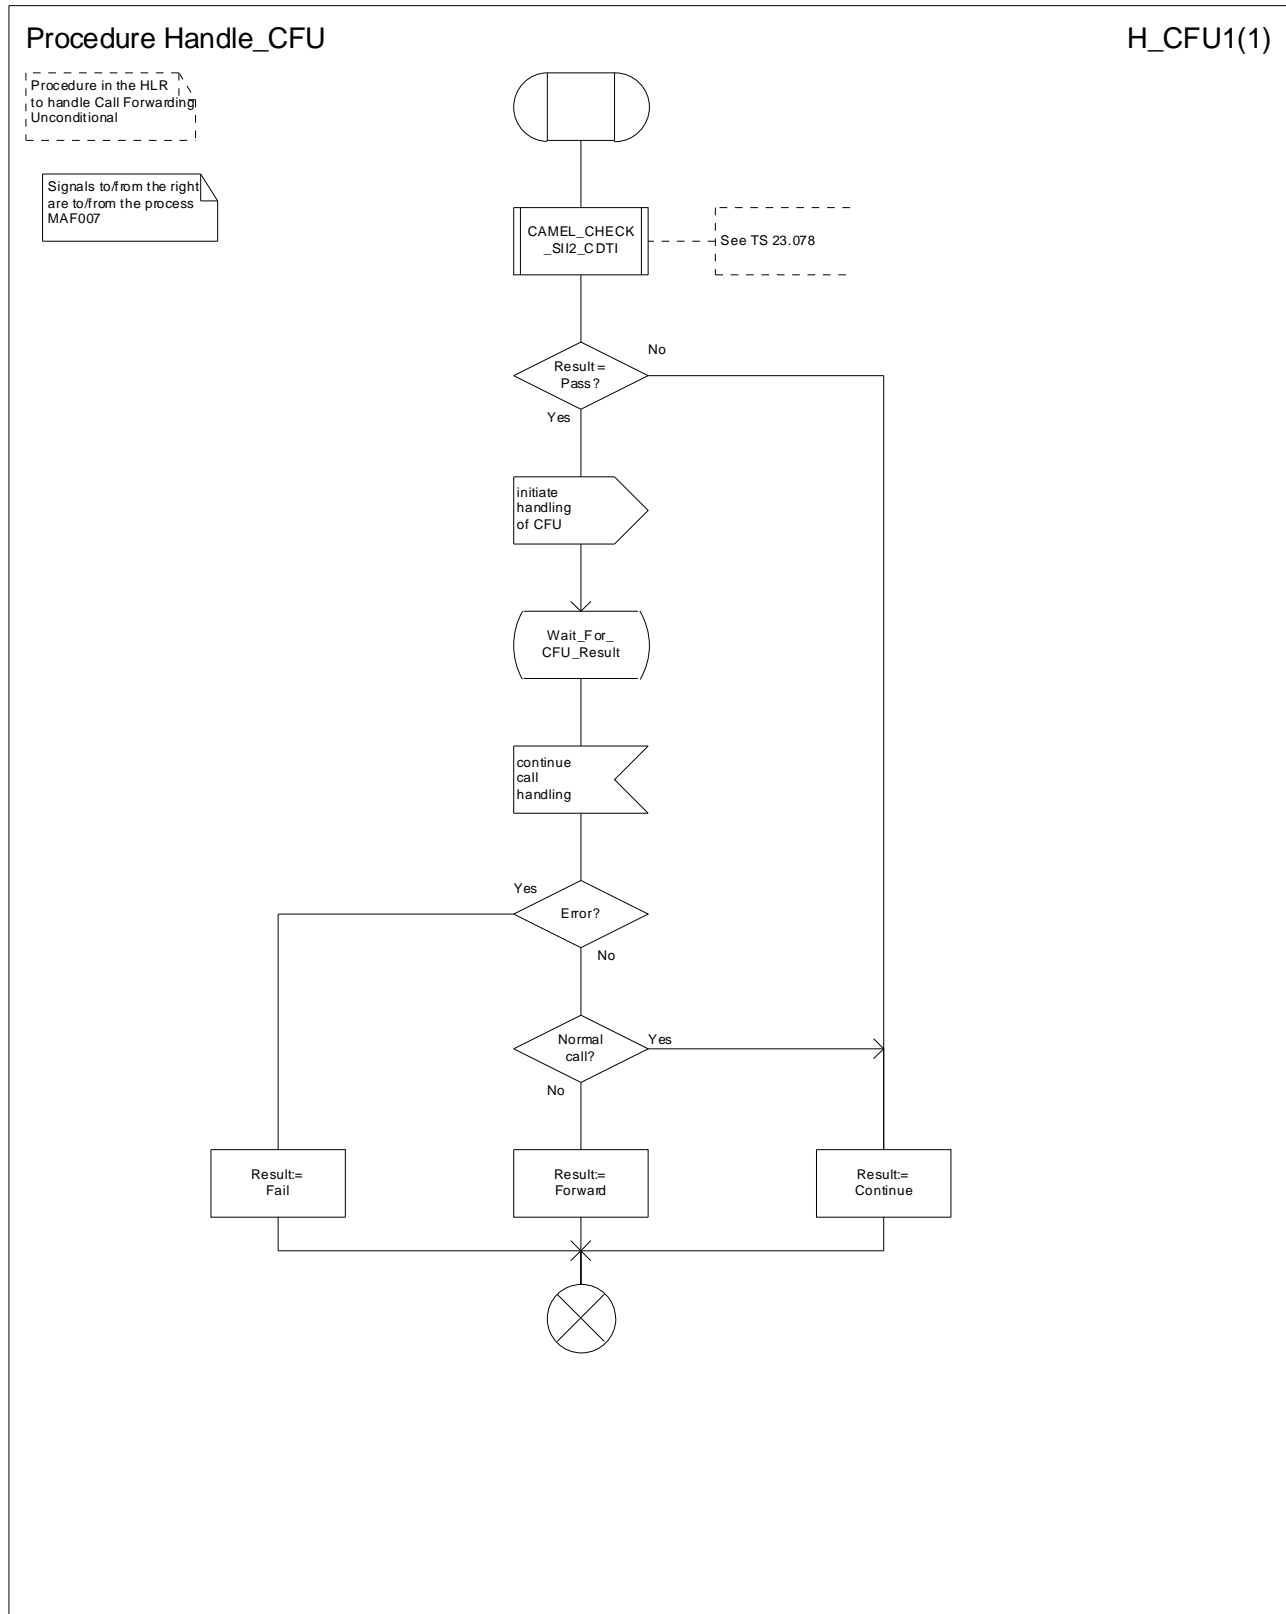 Procedure Handle_CFU
H_CFU1(1)
Procedure in the HLR
to handle Call Forwarding
Unconditional
Signals to/from the right
are to/from the process
MAF007
CAMEL_CHECK
_SII2_CDTI
See TS 23.078
Result =
Pass?
No
Yes
initiate
handling
of CFU
Wait_For_
CFU_Result
continue
call
handling
Yes
Error?
No
Normal
call?
Yes
No
Result:=
Fail
Result:=
Forward
Result:=
Continue